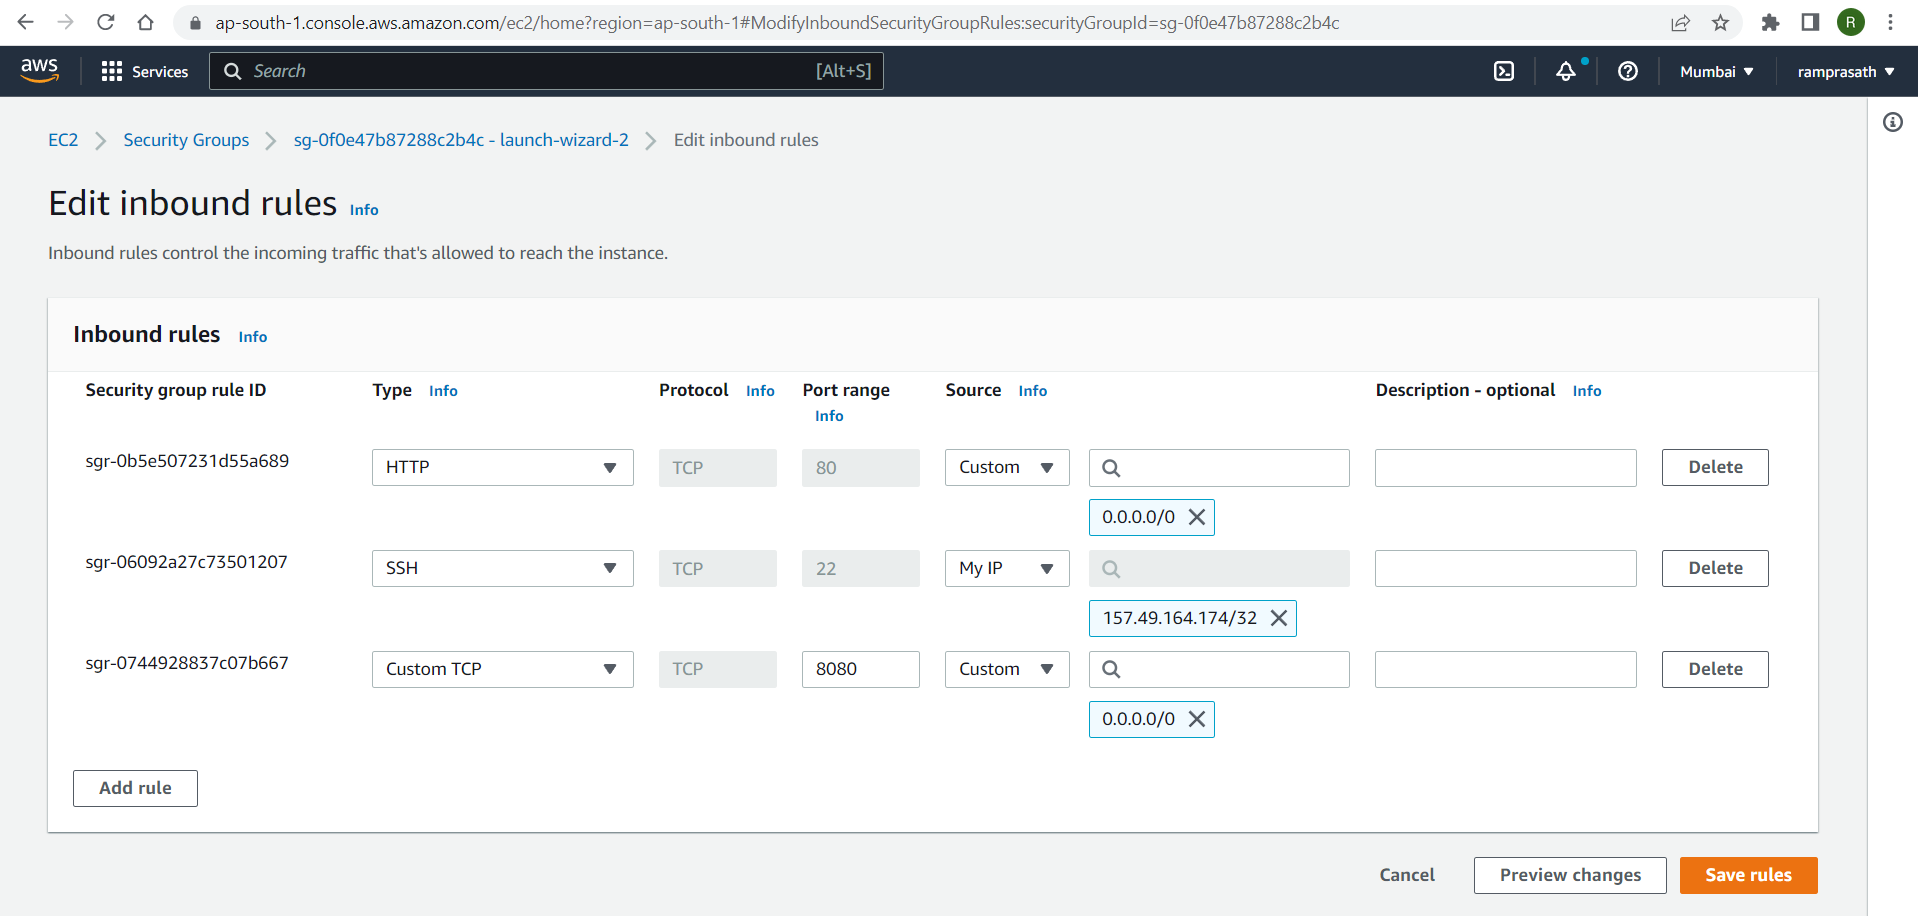 ap-south-1.console.aws.amazon.com/ec2/home?region=ap-south-1#ModifyInboundSecurityGroupRules:securityGroupId=sg-0f0e47b87288c2b4c
R
aws
Services
Search
[Alt+S]
Mumbai
ramprasath
EC2
Security Groups
sg-0f0e47b87288c2b4c - launch-wizard-2
Edit inbound rules
Edit inbound rules Info
Inbound rules control the incoming traffic that's allowed to reach the instance.
Inbound rules Info
Security group rule ID
Type Info
Protocol Info
Port range
Info
Source Info
Description - optional Info
sgr-0b5e507231d55a689
HTTP
TCP
80
Custom
Delete
0.0.0.0/0
sgr-06092a27c73501207
SSH
TCP
22
My IP
Delete
157.49.164.174/32
sgr-0744928837c07b667
Custom TCP
TCP
8080
Custom
Delete
0.0.0.0/0
Add rule
Cancel
Preview changes
Save rules